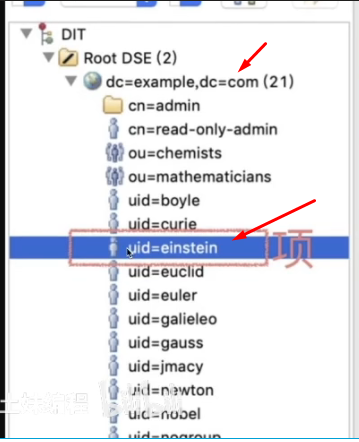 DIT
Root DSE (2)
dc=example,dc=com (21)
cn=admin
cn=read-only-admin
ou=chemists
ou=mathematicians
uid=boyle
uid=curie
uid=einstein
项
uid=euclid
uid=euler
uid=galieleo
uid=gauss
uid=jmacy
uid=newton
uid=nobel
uid=nogroup